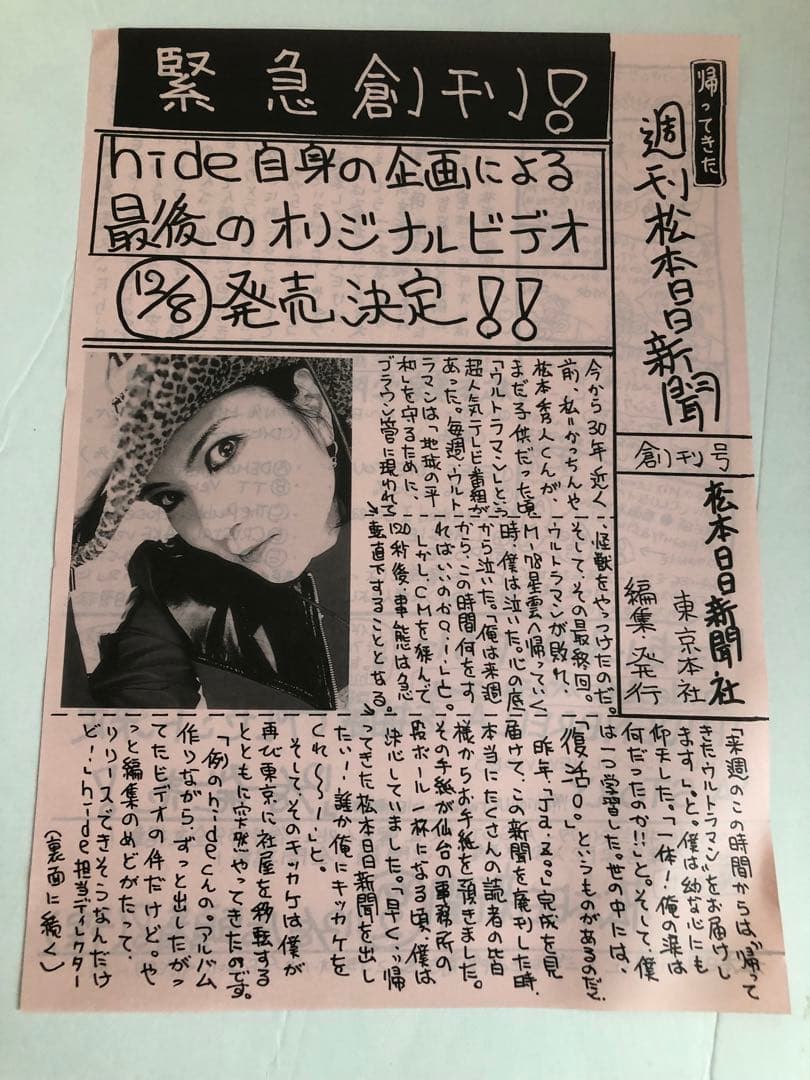 緊急創刊!
hide自身の企画による
最後のオリジナルビデオ
12/8発売決定!!
帰ってきた
週刊松本日日新聞
創刊号
松本日日新聞社
東京本社
編集発行
今から30年近く
前、私"かっちんや
松本秀人くんが
まだ子供だった頃
「ウルトラマン」という
超人気テレビ番組が
あった。毎週、ウルト
ラマンは「地球の平
和」を守るために、
ブラウン管に現われて
、怪獣をやっつけたのだ。
そして、その最終回。
ウルトラマンが敗れ、
M-78星雲へ帰っていく
時、僕は泣いた。心の底
から泣いた。「俺は来週
から、この時間何をす
ればいいのか?!」と。
しかし、CMを狭んで
120秒後、事態は急
転直下することとなる。
「来週のこの時間からは、"帰って
きたウルトラマン"をお届けし
ます」。と。僕は幼な心にも
仰天した。「一体!俺の涙は
何だったのか!!」と。そして、僕
は一つ学習した。世の中には、
「復活。。」というものがあるのだ。
昨年、「Ja,Zoo」完成を見
届けて、この新聞を廃刊した時、
本当にたくさんの読者の皆
様からお手紙を頂きました。
その手紙が仙台の事務所の
段ボール一杯になる頃、僕は
決心していました。「早く、"帰
ってきた松本日日新聞を出し
たい!誰か俺にキッカケを
くれ〜〜!」と。
そして、そのキッカケは僕が
再び東京に社屋を移転する
とともに突然やってきたのです。
「例のhideくんの。アルバム
作りながら、ずっと出したがっ
てたビデオの件だけど。や
っと編集のめどがたって、
リリースできそうなんだけ
ど!」hide担当ディレクター
(裏面に続く)